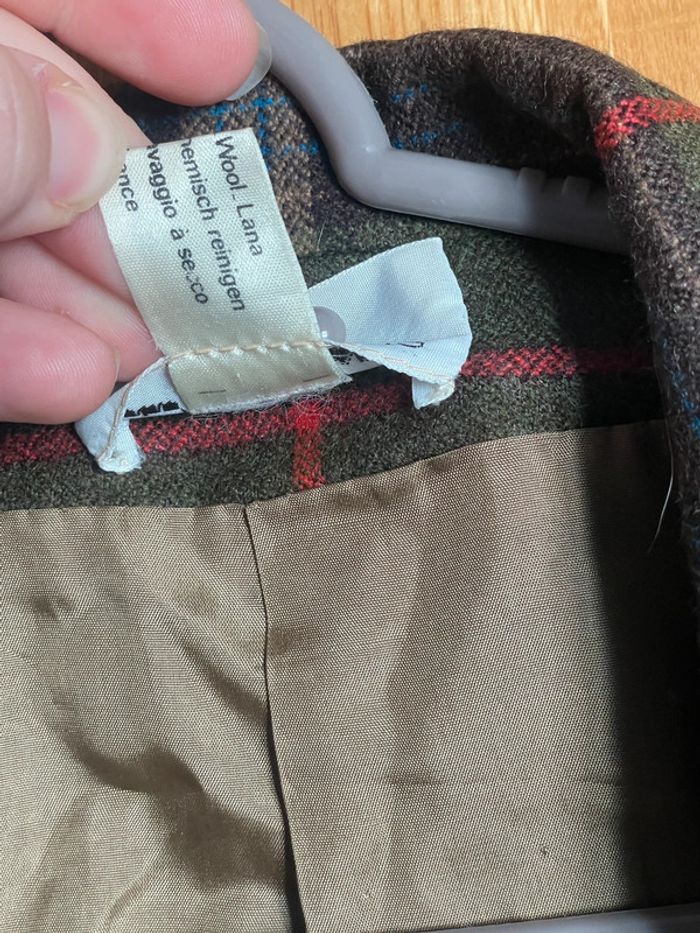 Wool - Lana
hemisch reinigen
vaggio à secco
ance